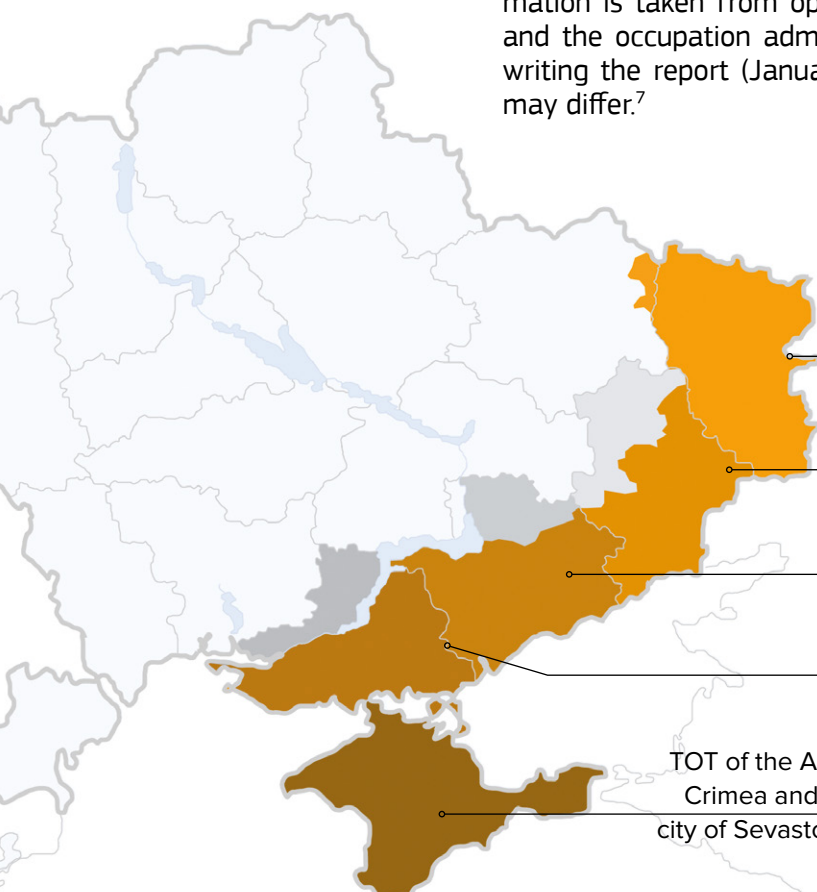 mation is taken from op
and the occupation adm
writing the report (Janua
may differ.7
TOT of the A
Crimea and
city of Sevasto